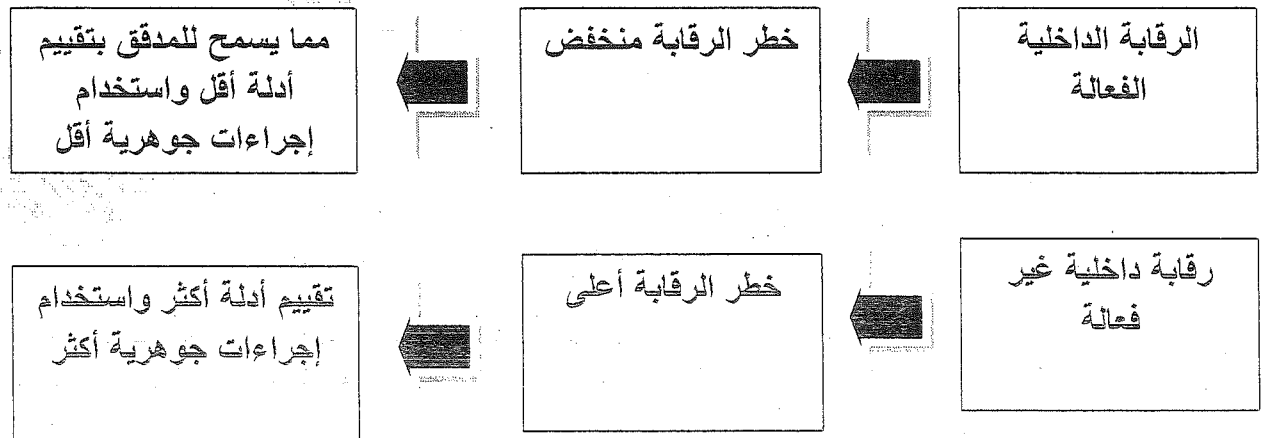 الرقابة الداخلية
الفعالة
خطر الرقابة منخفض
مما يسمح للمدقق بتقييم
أدلة أقل واستخدام
إجراءات جوهرية أقل
رقابة داخلية غير
فعالة
خطر الرقابة أعلى
تقييم أدلة أكثر واستخدام
إجراءات جوهرية أكثر